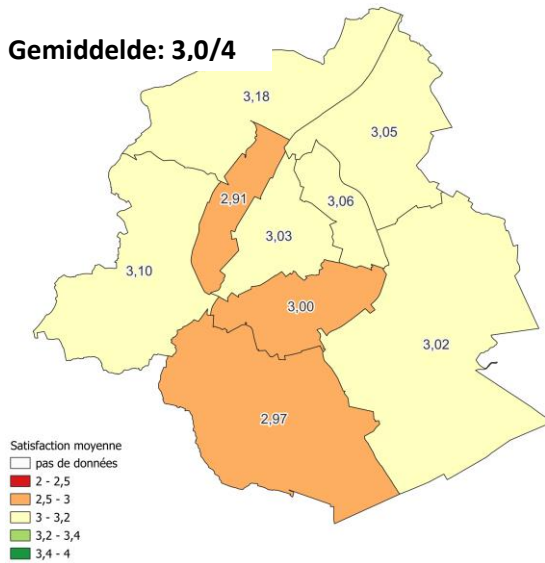 Gemiddelde: 3,0/4
3,18
3,05
2,91
3,06
3,03
3,10
3,00
3,02
2,97
Satisfaction moyenne
pas de données
2 - 2,5
2,5 - 3
3 - 3,2
3,2 - 3,4
3,4 - 4